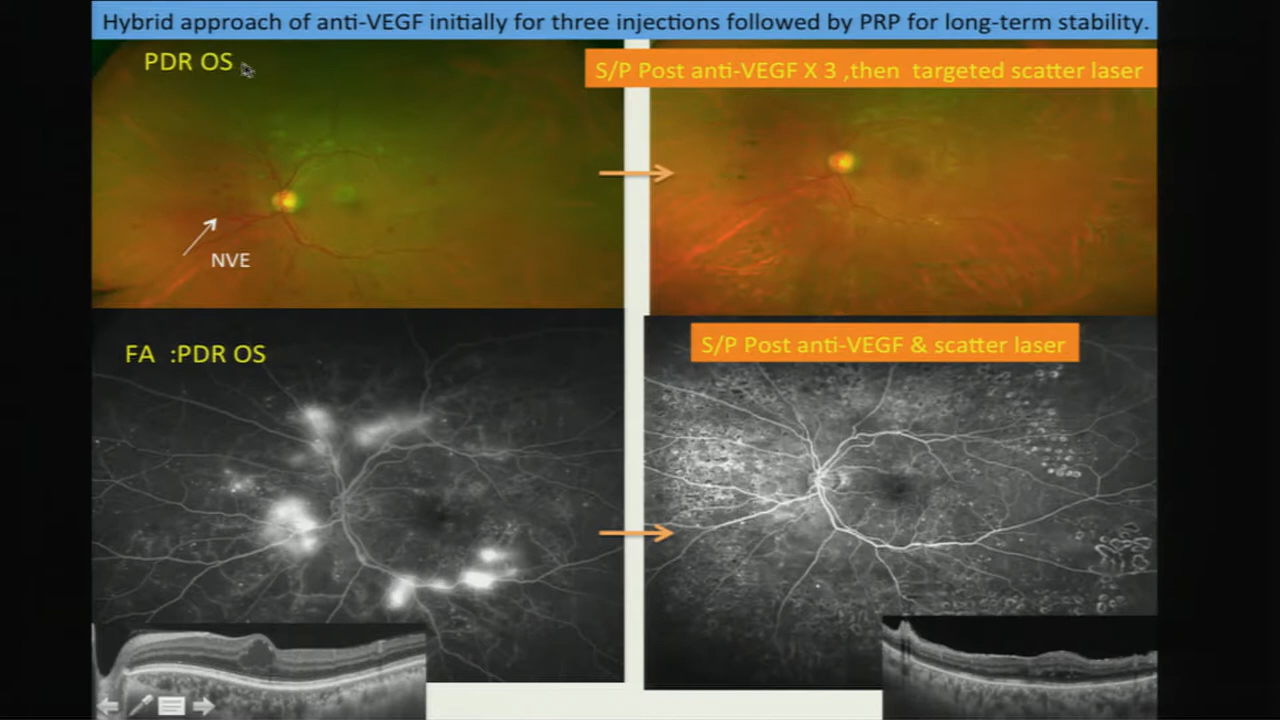 Hybrid approach of anti-VEGF initially for three injections followed by PRP for long-term stability.
PDR OS
S/P Post anti-VEGF X 3 ,then targeted scatter laser
NVE
FA :PDR OS
S/P Post anti-VEGF & scatter laser